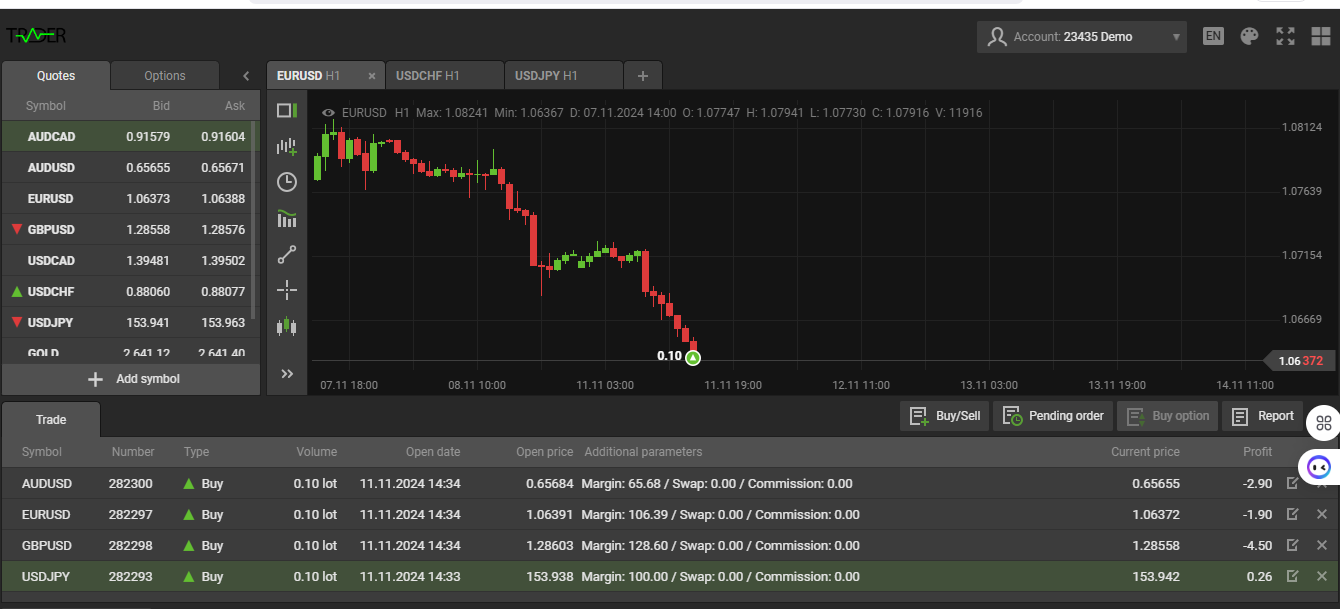 TRADER
Account: 23435 Demo EN
Quotes Options
Symbol Bid Ask
AUDCAD 0.91579 0.91604
AUDUSD 0.65655 0.65671
EURUSD 1.06373 1.06388
GBPUSD 1.28558 1.28576
USDCAD 1.39481 1.39502
USDCHF 0.88060 0.88077
USDJPY 153.941 153.963
GOLD 2 641.12 2 641.40
Add symbol
EURUSD H1 USDCHF H1 USDJPY H1
EURUSD H1 Max: 1.08241 Min: 1.06367 D: 07.11.2024 14:00 O: 1.07747 H: 1.07941 L: 1.07730 C: 1.07916 V: 11916
1.08124
1.07639
1.07154
1.06669
0.10
1.06372
07.11 18:00 08.11 10:00 11.11 03:00 11.11 19:00 12.11 11:00 13.11 03:00 13.11 19:00 14.11 11:00
Trade Buy/Sell Pending order Buy option Report
Symbol Number Type Volume Open date Open price Additional parameters Current price Profit
AUDUSD 282300 Buy 0.10 lot 11.11.2024 14:34 0.65684 Margin: 65.68 / Swap: 0.00 / Commission: 0.00 0.65655 -2.90
EURUSD 282297 Buy 0.10 lot 11.11.2024 14:34 1.06391 Margin: 106.39 / Swap: 0.00 / Commission: 0.00 1.06372 -1.90
GBPUSD 282298 Buy 0.10 lot 11.11.2024 14:34 1.28603 Margin: 128.60 / Swap: 0.00 / Commission: 0.00 1.28558 -4.50
USDJPY 282293 Buy 0.10 lot 11.11.2024 14:33 153.938 Margin: 100.00 / Swap: 0.00 / Commission: 0.00 153.942 0.26